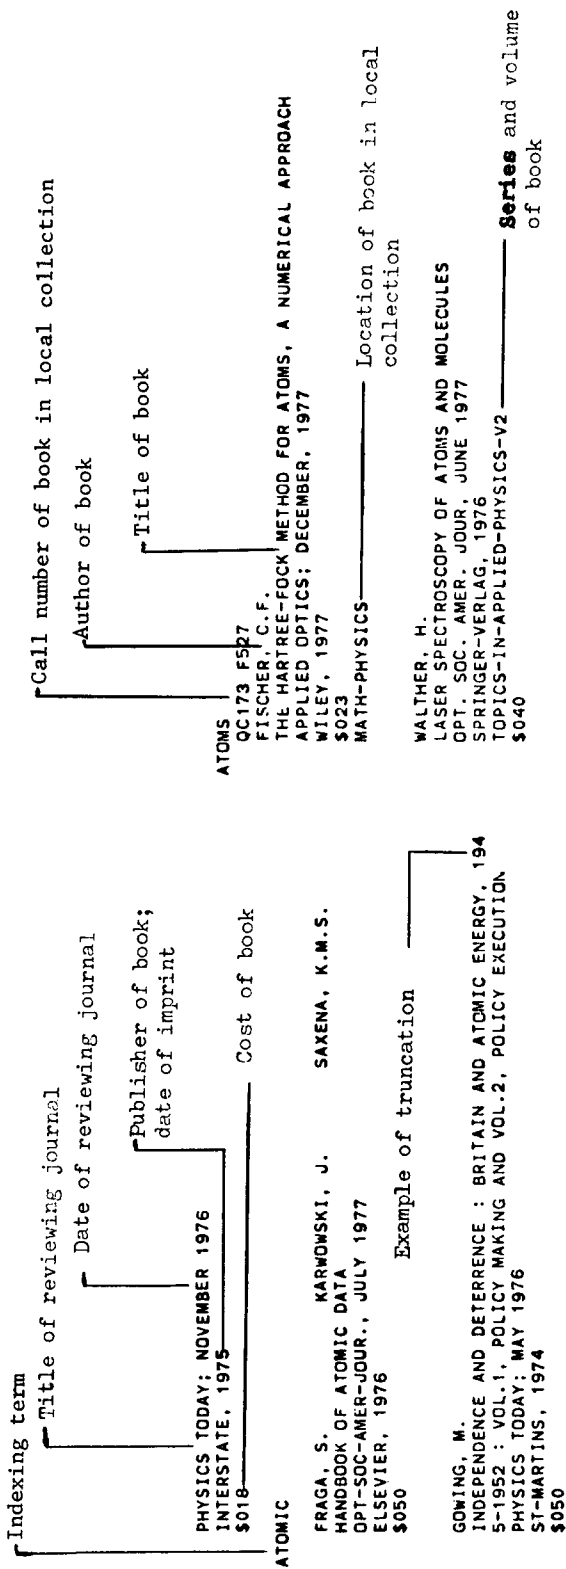 Indexing term
Title of reviewing journal
Date of reviewing journal
Publisher of book;
date of imprint
PHYSICS TODAY; NOVEMBER 1976
INTERSTATE, 1975
$018 Cost of book
ATOMIC
FRAGA, S. KARWOWSKI, J. SAXENA, K.M.S.
HANDBOOK OF ATOMIC DATA
OPT-SOC-AMER-JOUR., JULY 1977
ELSEVIER, 1976
$050
Example of truncation
GOWING, M.
INDEPENDENCE AND DETERRENCE : BRITAIN AND ATOMIC ENERGY, 194
5-1952 : VOL.1, POLICY MAKING AND VOL.2, POLICY EXECUTION
PHYSICS TODAY; MAY 1976
ST-MARTINS, 1974
$050
Call number of book in local collection
Author of book
Title of book
ATOMS
QC173 F527
FISCHER, C.F.
THE HARTREE-FOCK METHOD FOR ATOMS, A NUMERICAL APPROACH
APPLIED OPTICS; DECEMBER, 1977
WILEY, 1977
$023
MATH-PHYSICS Location of book in local
collection
WALTHER, H.
LASER SPECTROSCOPY OF ATOMS AND MOLECULES
OPT. SOC. AMER. JOUR, JUNE 1977
SPRINGER-VERLAG, 1976
TOPICS-IN-APPLIED-PHYSICS-V2 Series and volume
of book
$040